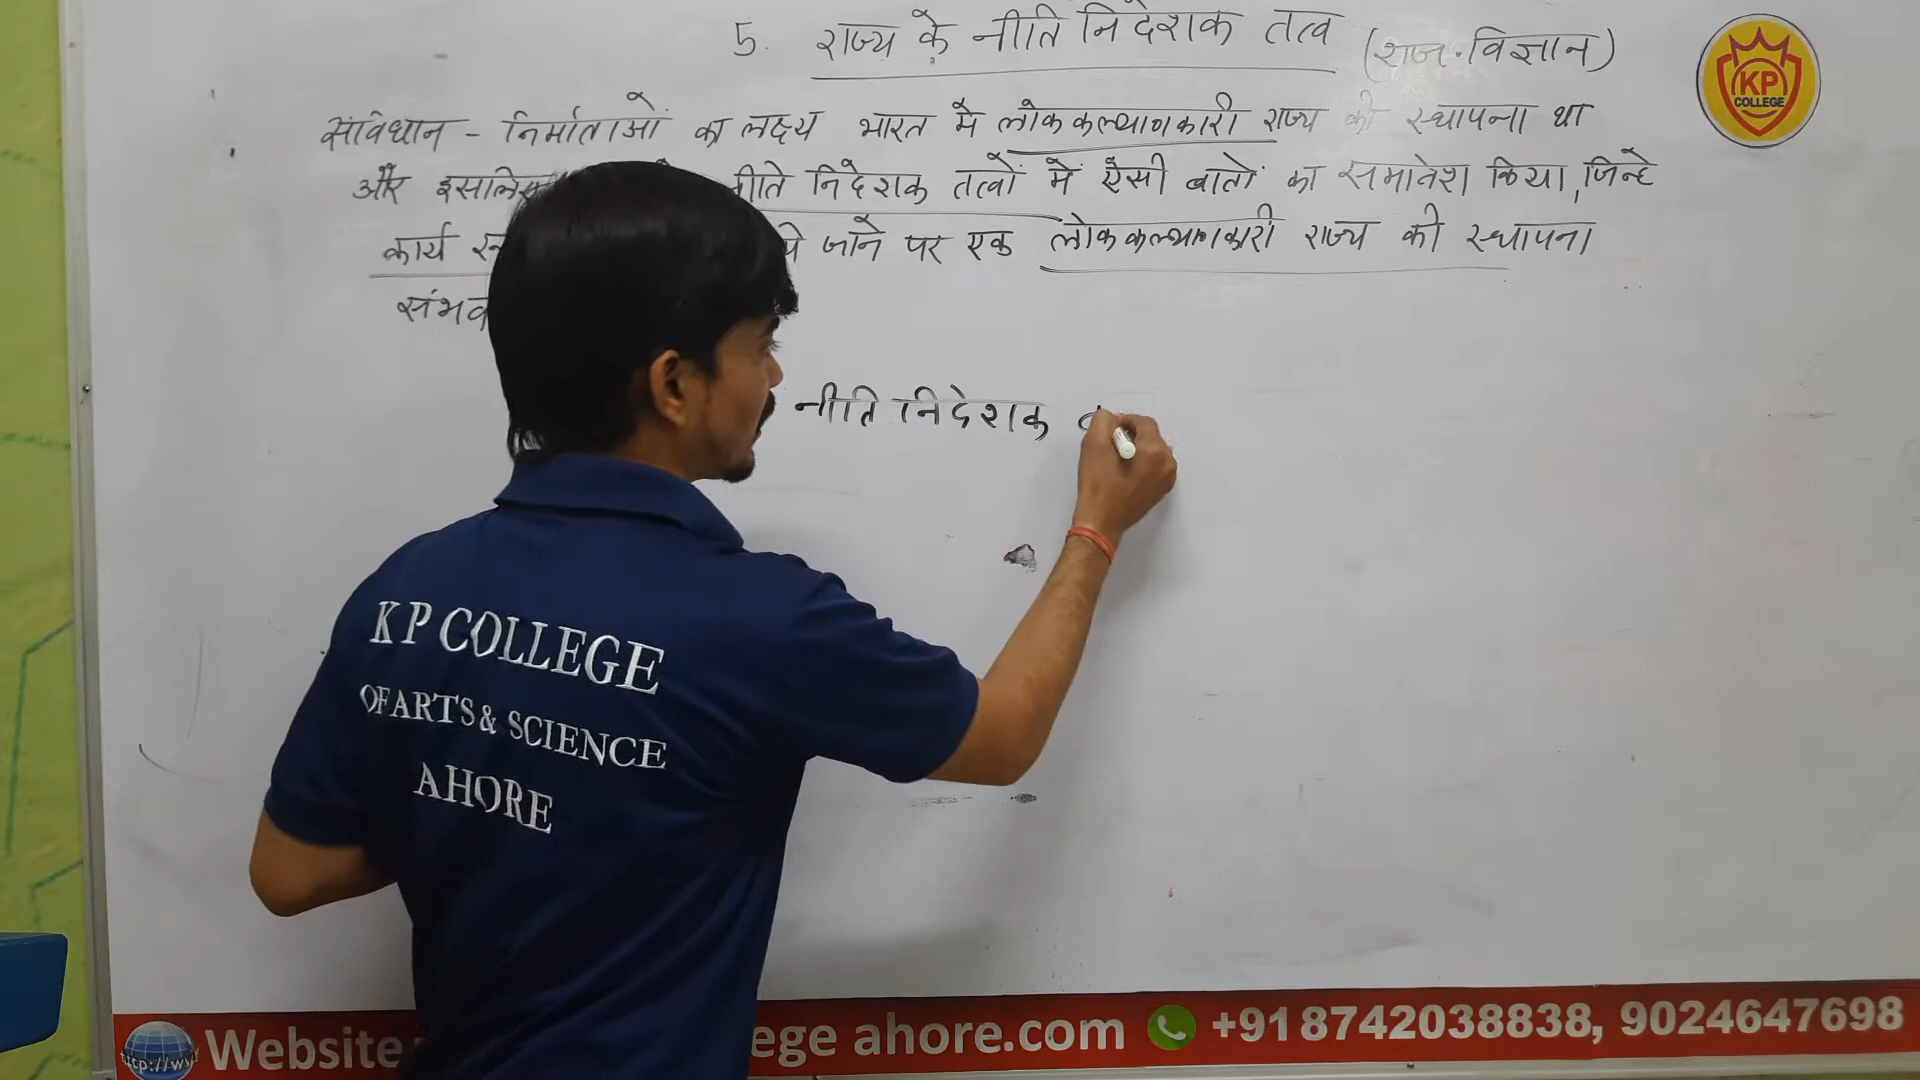 5. राज्य के नीति निदेशक तत्व (राज. विज्ञान)
संविधान - निर्माताओं का लक्ष्य भारत मे लोककल्याणकारी राज्य की स्थापना था
और नीति निदेशक तत्वों में ऐसी बातों का समावेश किया, जिन्हे
कार्य जाने पर एक लोककल्याणकारी राज्य की स्थापना
संभव
नीति निदेशक
KP
COLLEGE
K P COLLEGE
OF ARTS & SCIENCE
AHORE
Website ege ahore.com +91 8742038838, 9024647698